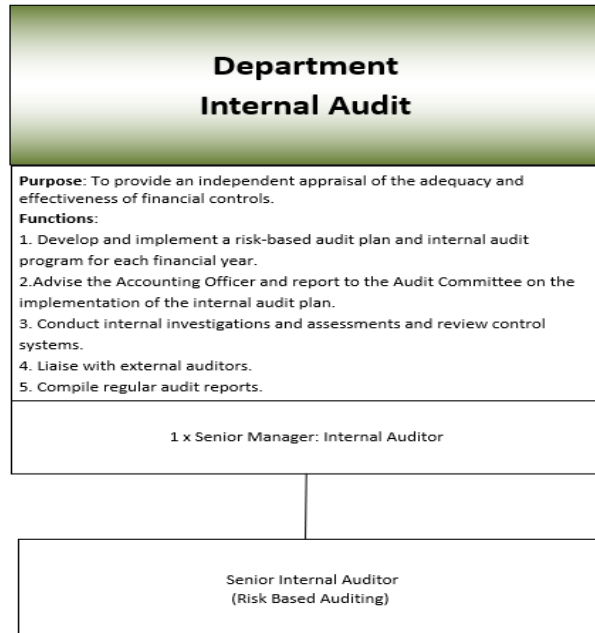 Department
Internal Audit
Purpose: To provide an independent appraisal of the adequacy and
effectiveness of financial controls.
Functions:
1. Develop and implement a risk-based audit plan and internal audit
program for each financial year.
2.Advise the Accounting Officer and report to the Audit Committee on the
implementation of the internal audit plan.
3. Conduct internal investigations and assessments and review control
systems.
4. Liaise with external auditors.
5. Compile regular audit reports.
1 x Senior Manager: Internal Auditor
Senior Internal Auditor
(Risk Based Auditing)